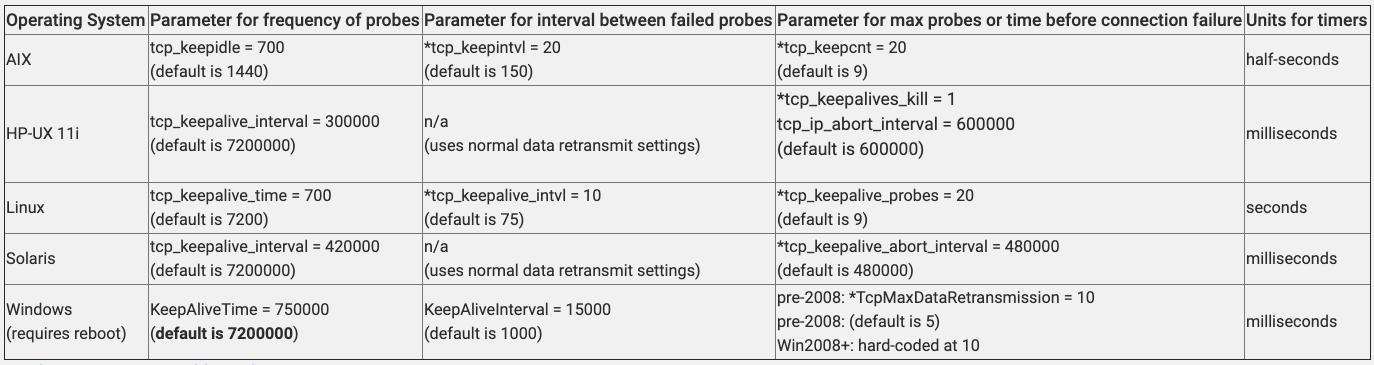 Operating System Parameter for frequency of probes Parameter for interval between failed probes Parameter for max probes or time before connection failure Units for timers
AIX
tcp_keepidle = 700
(default is 1440)
*tcp_keepintvl = 20
(default is 150)
*tcp_keepcnt = 20
(default is 9)
half-seconds
HP-UX 11i
tcp_keepalive_interval = 300000
(default is 7200000)
n/a
(uses normal data retransmit settings)
*tcp_keepalives_kill = 1
tcp_ip_abort_interval = 600000
(default is 600000)
milliseconds
Linux
tcp_keepalive_time = 700
(default is 7200)
*tcp_keepalive_intvl = 10
(default is 75)
*tcp_keepalive_probes = 20
(default is 9)
seconds
Solaris
tcp_keepalive_interval = 420000
(default is 7200000)
n/a
(uses normal data retransmit settings)
*tcp_keepalive_abort_interval = 480000
(default is 480000)
milliseconds
Windows
(requires reboot)
KeepAliveTime = 750000
(default is 7200000)
KeepAliveInterval = 15000
(default is 1000)
pre-2008: *TcpMaxDataRetransmission = 10
pre-2008: (default is 5)
Win2008+: hard-coded at 10
milliseconds